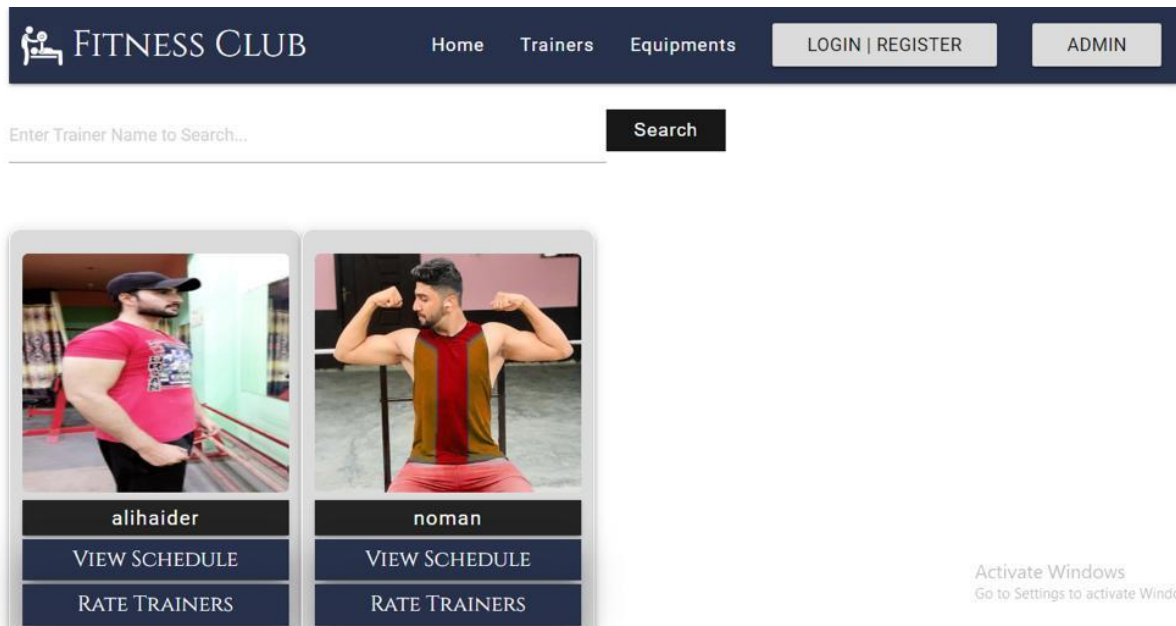 FITNESS CLUB
Home
Trainers
Equipments
LOGIN | REGISTER
ADMIN
Enter Trainer Name to Search...
Search
alihaider
noman
VIEW SCHEDULE
VIEW SCHEDULE
RATE TRAINERS
RATE TRAINERS
Activate Windows
Go to Settings to activate